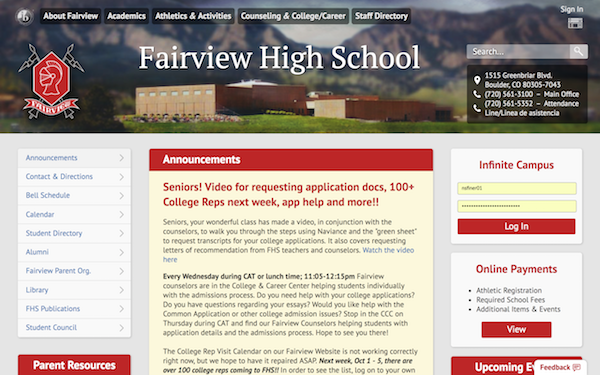 About Fairview
Academics
Athletics & Activities
Counseling & College/Career
Staff Directory
Sign In
Fairview High School
Search...
FAIRVIEW
1515 Greenbriar Blvd.
Boulder, CO 80305-7043
(720) 561-3100 – Main Office
(720) 561-5352 – Attendance
Line/Linea de asistencia
Announcements
Contact & Directions
Bell Schedule
Calendar
Student Directory
Alumni
Fairview Parent Org.
Library
FHS Publications
Student Council
Parent Resources
Announcements
Seniors! Video for requesting application docs, 100+
College Reps next week, app help and more!!
Seniors, your wonderful class has made a video, in conjunction with the
counselors, to walk you through the steps using Naviance and the "green sheet"
to request transcripts for your college applications. It also covers requesting
letters of recommendation from FHS teachers and counselors. Watch the video
here
Every Wednesday during CAT or lunch time; 11:05-12:15pm Fairview
counselors are in the College & Career Center helping students individually
with the admissions process. Do you need help with your college applications?
Do you have questions regarding your essays? Would you like help with the
Common Application or other college admission issues? Stop in the CCC on
Thursday during CAT and find our Fairview Counselors helping students with
application details and the admissions process. Hope to see you there!
The College Rep Visit Calendar on our Fairview Website is not working correctly
right now, but we hope to have it repaired ASAP. Next week, Oct 1 - 5, there are
over 100 college reps coming to FHS!! In order to see the list, log on to your own
Infinite Campus
Log In
Online Payments
Athletic Registration
Required School Fees
Additional Items & Events
View
Upcoming
Feedback